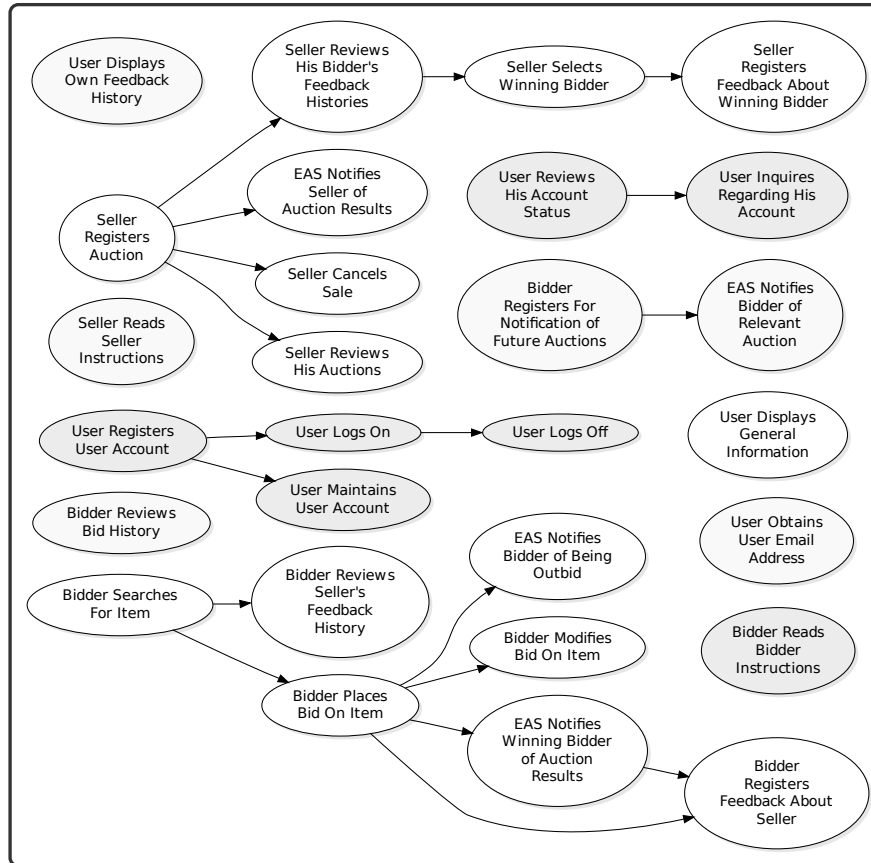 User Displays
Own Feedback
History
Seller Reviews
His Bidder's
Feedback
Histories
Seller Selects
Winning Bidder
Seller
Registers
Feedback About
Winning Bidder
EAS Notifies
Seller of
Auction Results
User Reviews
His Account
Status
User Inquires
Regarding His
Account
Seller
Registers
Auction
Seller Cancels
Sale
Bidder
Registers For
Notification of
Future Auctions
EAS Notifies
Bidder of
Relevant
Auction
Seller Reads
Seller
Instructions
Seller Reviews
His Auctions
User Registers
User Account
User Logs On
User Logs Off
User Displays
General
Information
User Maintains
User Account
Bidder Reviews
Bid History
EAS Notifies
Bidder of Being
Outbid
User Obtains
User Email
Address
Bidder Searches
For Item
Bidder Reviews
Seller's
Feedback
History
Bidder Modifies
Bid On Item
Bidder Reads
Bidder
Instructions
Bidder Places
Bid On Item
EAS Notifies
Winning Bidder
of Auction
Results
Bidder
Registers
Feedback About
Seller